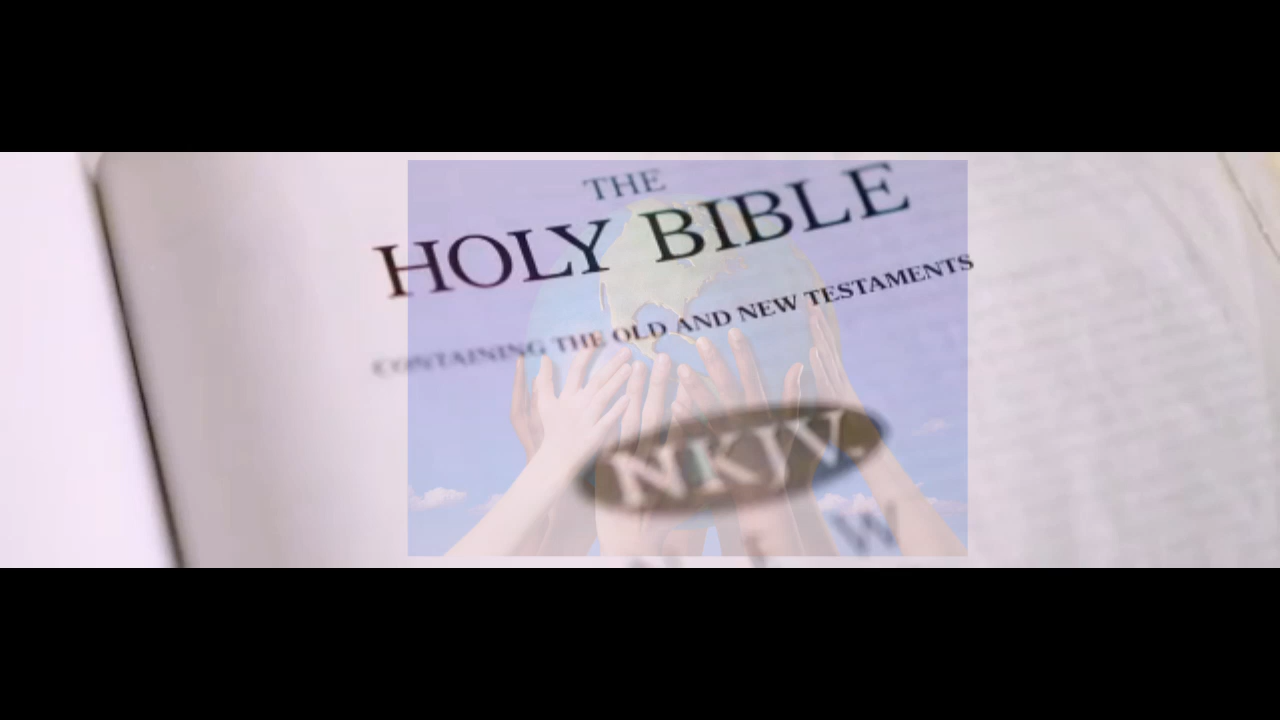 THE
HOLY BIBLE
CONTAINING THE OLD AND NEW TESTAMENTS
NKJV.